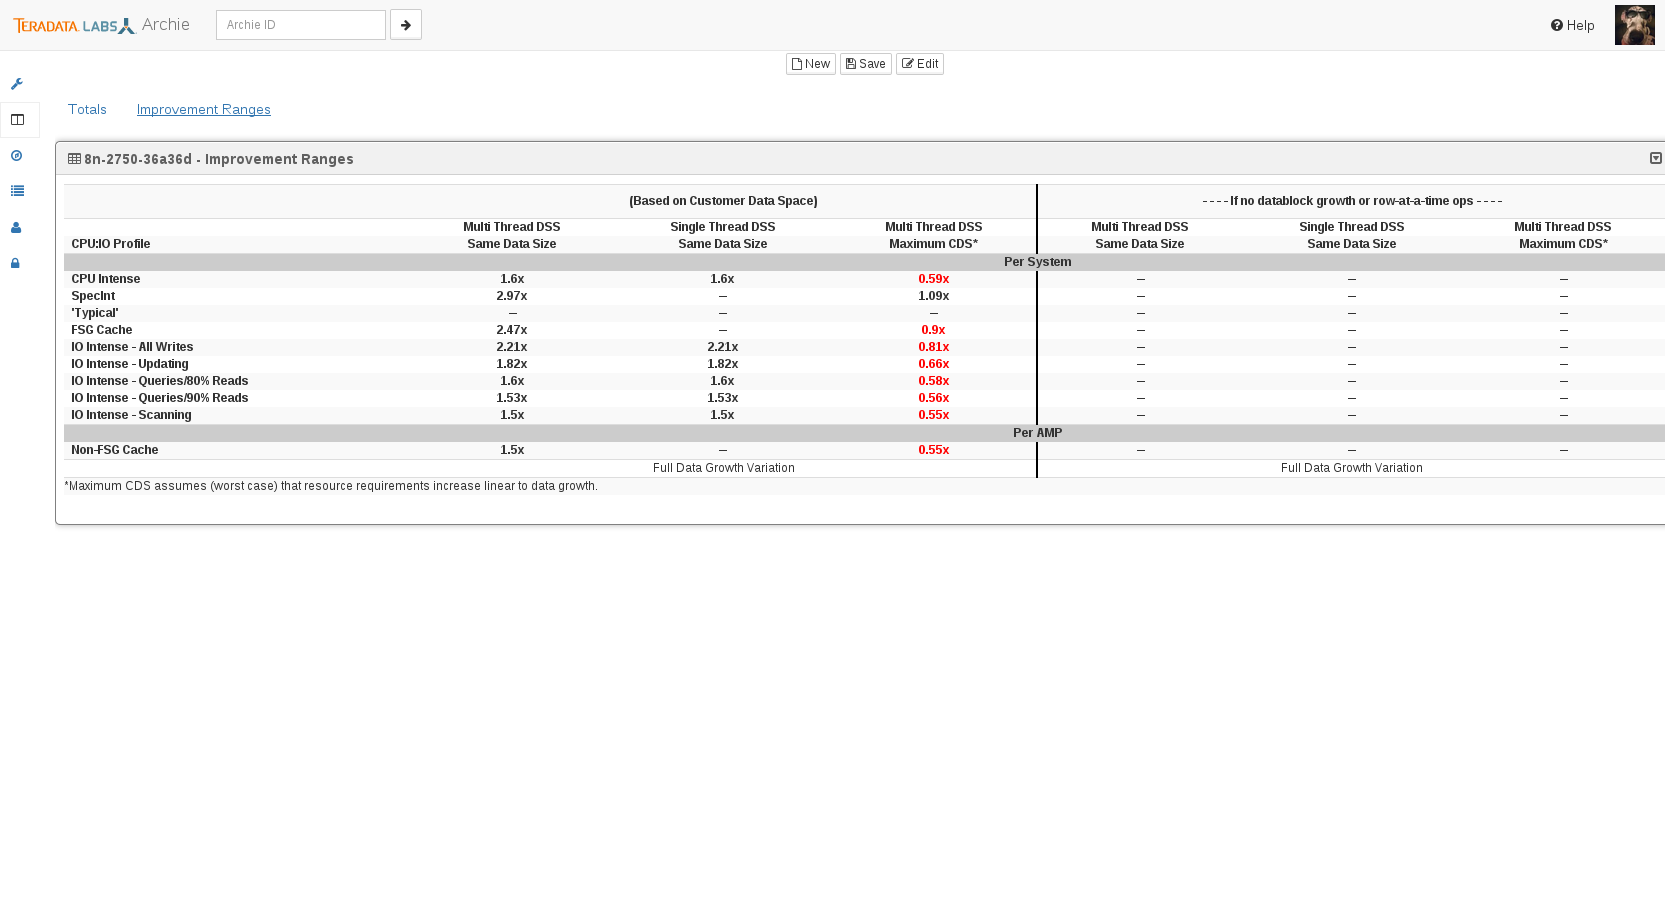 TERADATA. LABS Archie Archie ID Help
New Save Edit
Totals Improvement Ranges
8n-2750-36a36d - Improvement Ranges
(Based on Customer Data Space) - - - - If no datablock growth or row-at-a-time ops - - - -
Multi Thread DSS Single Thread DSS Multi Thread DSS Multi Thread DSS Single Thread DSS Multi Thread DSS
CPU:IO Profile Same Data Size Same Data Size Maximum CDS* Same Data Size Same Data Size Maximum CDS*
Per System
CPU Intense 1.6x 1.6x 0.59x -- -- --
SpecInt 2.97x -- 1.09x -- -- --
'Typical' -- -- -- -- -- --
FSG Cache 2.47x -- 0.9x -- -- --
IO Intense - All Writes 2.21x 2.21x 0.81x -- -- --
IO Intense - Updating 1.82x 1.82x 0.66x -- -- --
IO Intense - Queries/80% Reads 1.6x 1.6x 0.58x -- -- --
IO Intense - Queries/90% Reads 1.53x 1.53x 0.56x -- -- --
IO Intense - Scanning 1.5x 1.5x 0.55x -- -- --
Per AMP
Non-FSG Cache 1.5x -- 0.55x -- -- --
Full Data Growth Variation Full Data Growth Variation
*Maximum CDS assumes (worst case) that resource requirements increase linear to data growth.